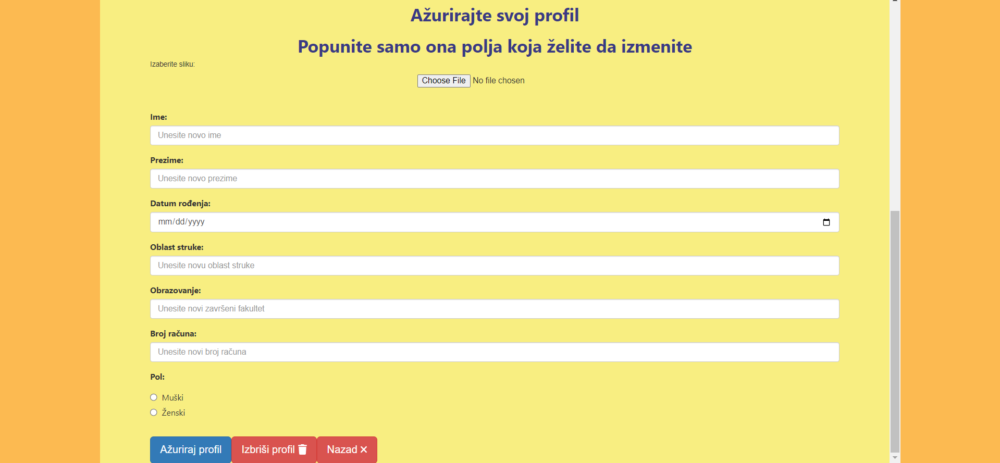 Ažurirajte svoj profil
Popunite samo ona polja koja želite da izmenite
Izaberite sliku:
Choose File No file chosen
Ime:
Unesite novo ime
Prezime:
Unesite novo prezime
Datum rođenja:
mm/dd/yyyy
Oblast struke:
Unesite novu oblast struke
Obrazovanje:
Unesite novi završeni fakultet
Broj računa:
Unesite novi broj računa
Pol:
Muški
Ženski
Ažuriraj profil Izbriši profil Nazad